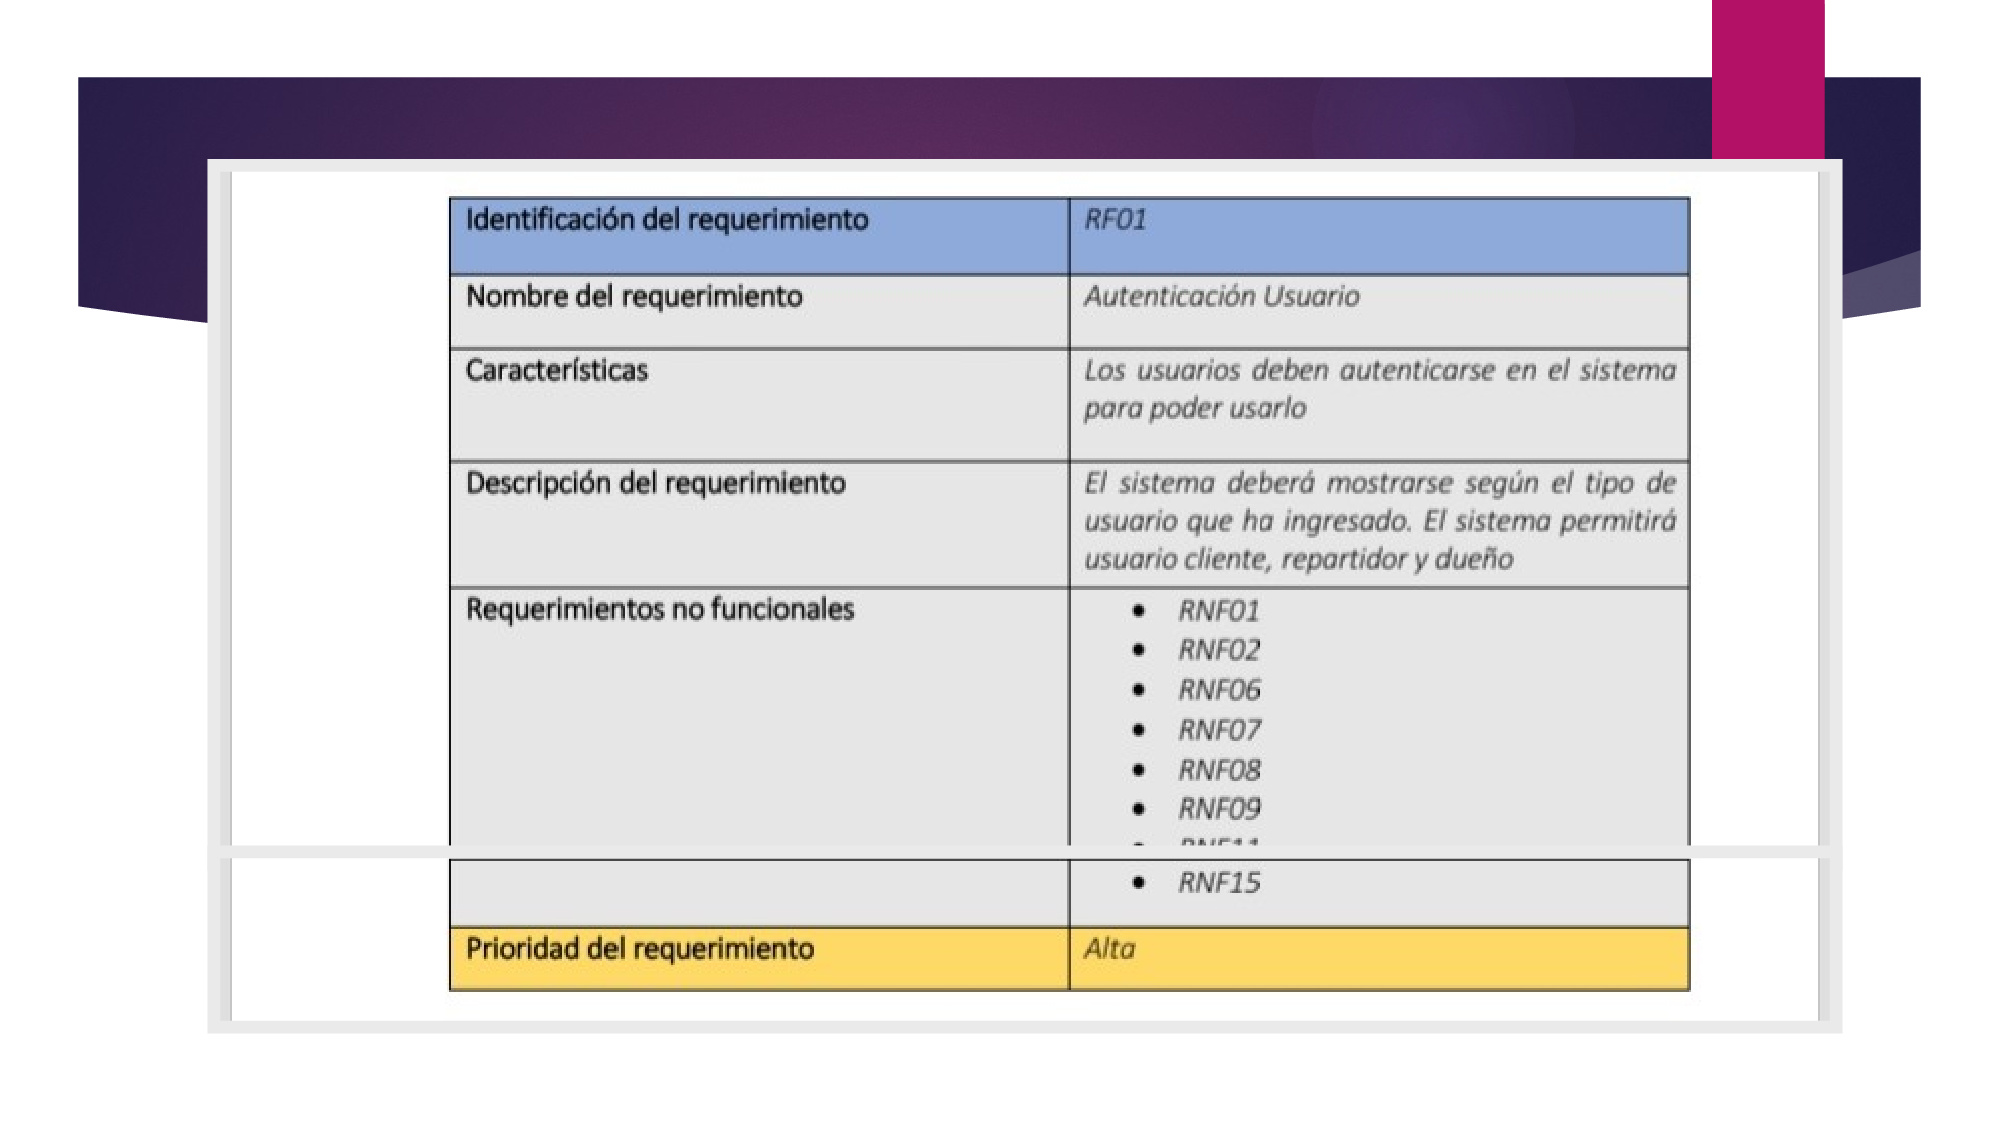 Identificación del requerimiento
RF01
Nombre del requerimiento
Autenticación Usuario
Características
Los usuarios deben autenticarse en el sistema
para poder usarlo
Descripción del requerimiento
El sistema deberá mostrarse según el tipo de
usuario que ha ingresado. El sistema permitirá
usuario cliente, repartidor y dueño
Requerimientos no funcionales
• RNF01
• RNF02
• RNF06
• RNF07
• RNF08
• RNF09
• RNF15
Prioridad del requerimiento
Alta